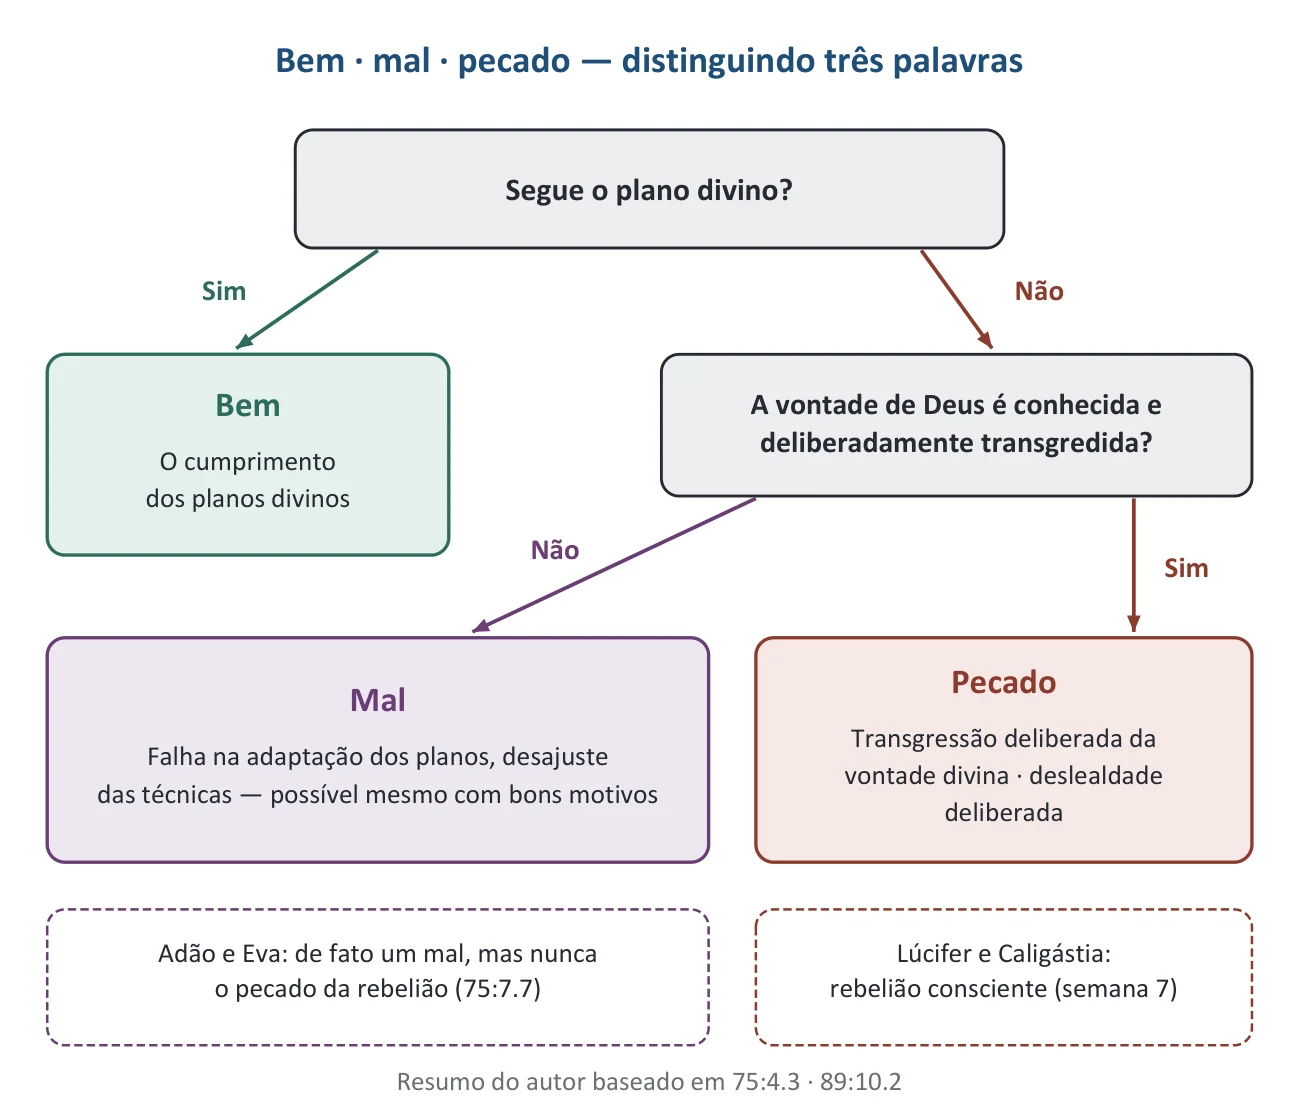 Bem · mal · pecado — distinguindo três palavras
Segue o plano divino?
Sim
Não
Bem
O cumprimento
dos planos divinos
A vontade de Deus é conhecida e
deliberadamente transgredida?
Não
Sim
Mal
Falha na adaptação dos planos, desajuste
das técnicas — possível mesmo com bons motivos
Pecado
Transgressão deliberada da
vontade divina · deslealdade
deliberada
Adão e Eva: de fato um mal, mas nunca
o pecado da rebelião (75:7.7)
Lúcifer e Caligástia:
rebelião consciente (semana 7)
Resumo do autor baseado em 75:4.3 · 89:10.2